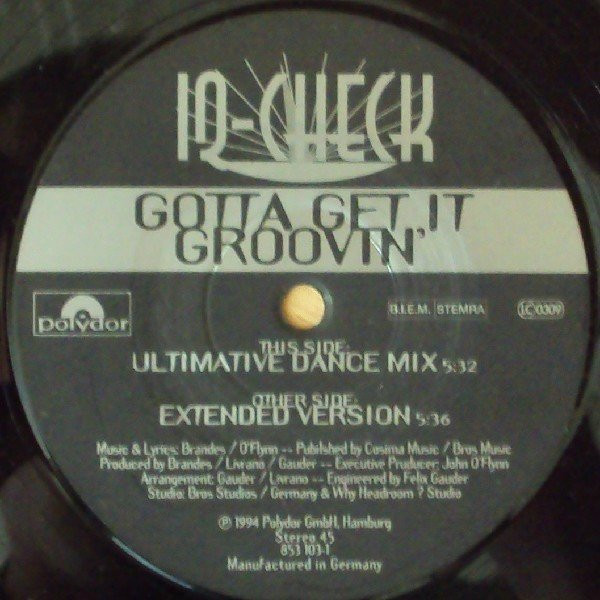 IQ-CHECK
GOTTA GET IT
GROOVIN'
polydor
B.I.E.M. STEMRA
LC 0309
THIS SIDE:
ULTIMATIVE DANCE MIX 5:32
OTHER SIDE:
EXTENDED VERSION 5:36
Music & Lyrics: Brandes / O'Flynn -- Published by Cosima Music / Bros Music
Produced by Brandes / Livrano / Gauder -- Executive Producer: John O'Flynn
Arrangement: Gauder / Livrano -- Engineered by Felix Gauder
Studio: Bros Studios / Germany & Why Headroom ? Studio
℗ 1994 Polydor GmbH, Hamburg
Stereo 45
853 103-1
Manufactured in Germany